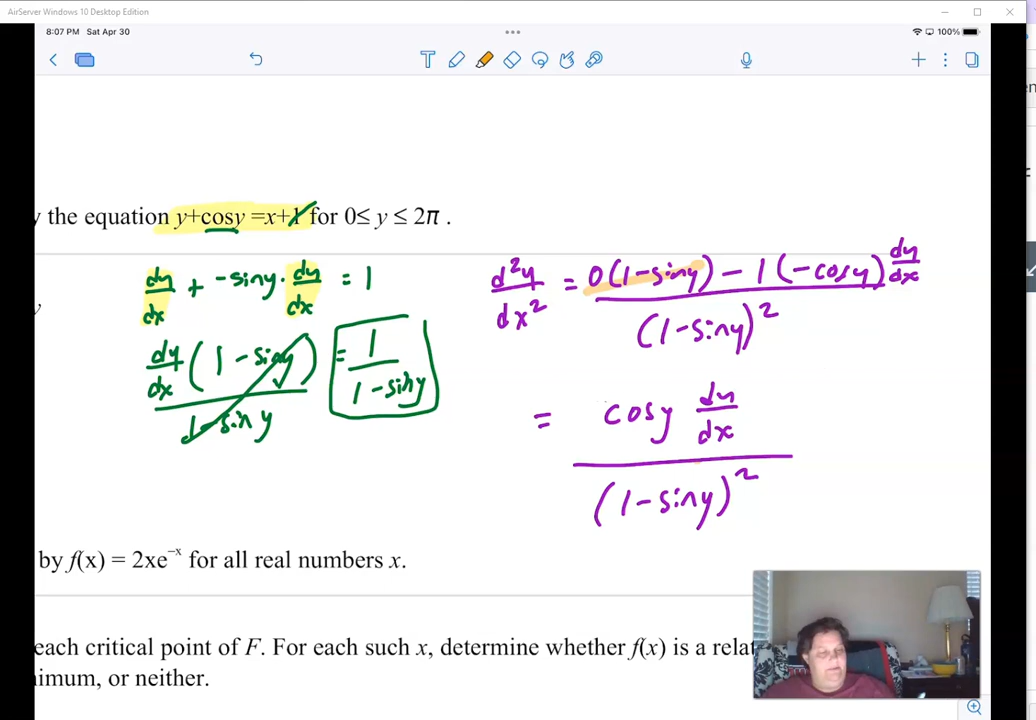 AirServer Windows 10 Desktop Edition
8:07 PM Sat Apr 30
100%
T
y the equation y+cosy =x+1 for 0≤ y ≤ 2π .
dy/dx + -siny · dy/dx = 1
d²y/dx² = (0(1-siny) - 1(-cosy) dy/dx) / (1-siny)²
dy/dx (1-siny) / 1-siny = 1 / 1-siny
= cosy dy/dx / (1-siny)²
y
by f(x) = 2xe⁻ˣ for all real numbers x.
each critical point of F. For each such x, determine whether f(x) is a rela
imum, or neither.